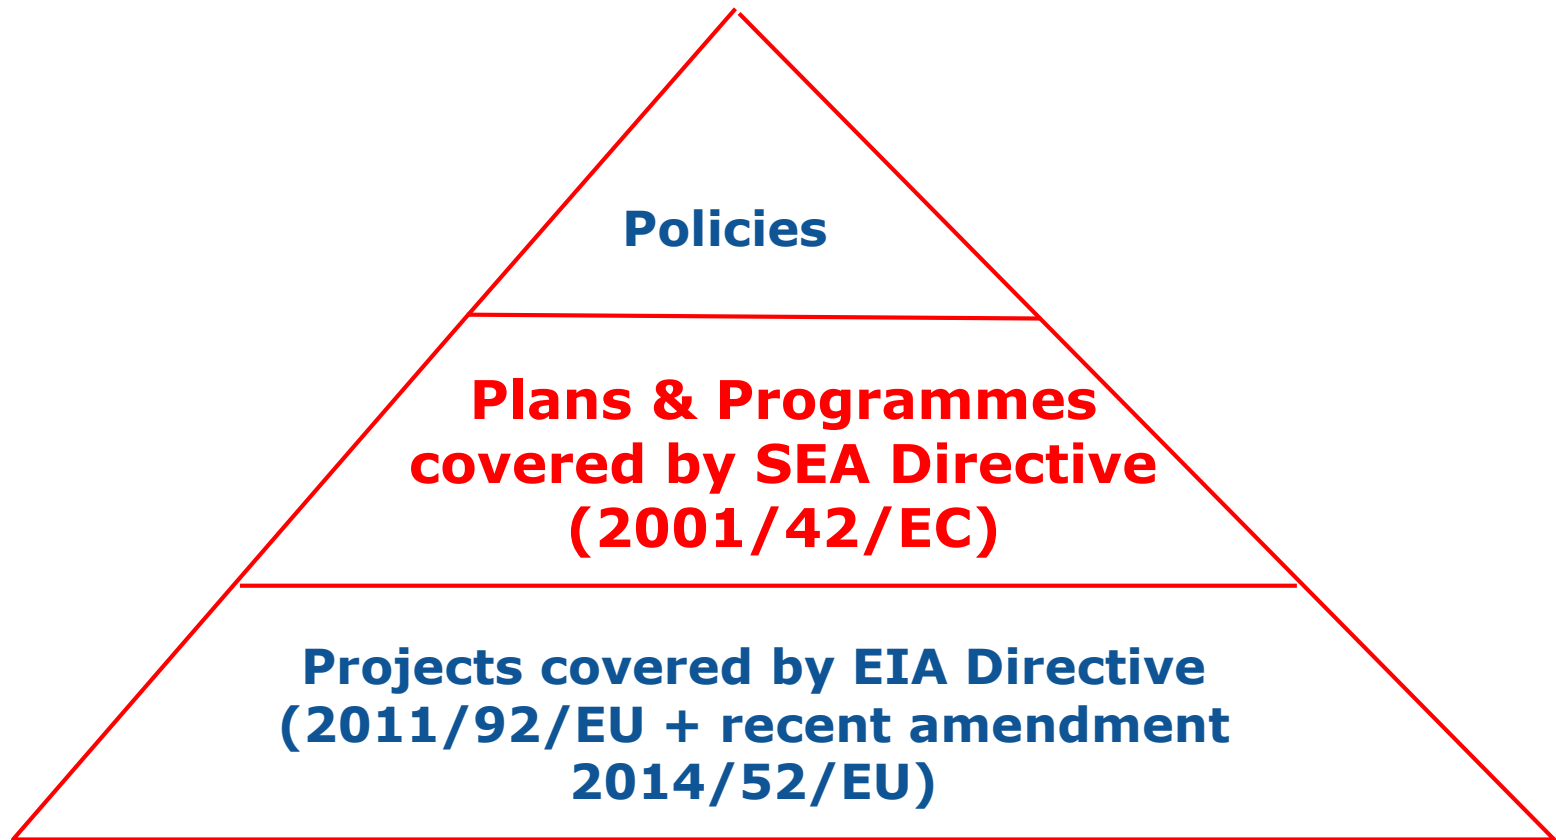 Policies
Plans & Programmes
covered by SEA Directive
(2001/42/EC)
Projects covered by EIA Directive
(2011/92/EU + recent amendment
2014/52/EU)